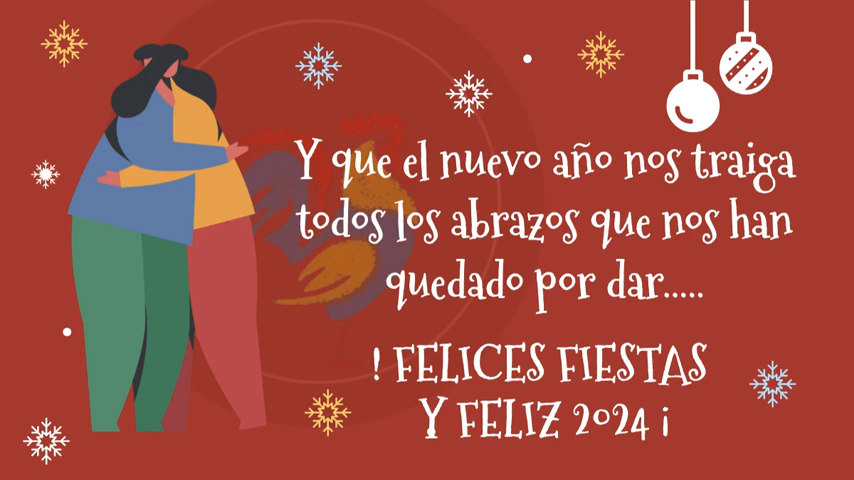 Y que el nuevo año nos traiga
todos los abrazos que nos han
quedado por dar.....
! FELICES FIESTAS
Y FELIZ 2024 ¡